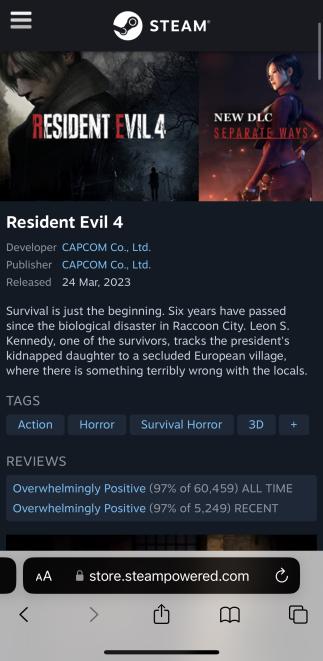 STEAM®
RESIDENT EVIL 4
NEW DLC
SEPARATE WAYS
Resident Evil 4
Developer CAPCOM Co., Ltd.
Publisher CAPCOM Co., Ltd.
Released 24 Mar, 2023
Survival is just the beginning. Six years have passed
since the biological disaster in Raccoon City. Leon S.
Kennedy, one of the survivors, tracks the president's
kidnapped daughter to a secluded European village,
where there is something terribly wrong with the locals.
TAGS
Action Horror Survival Horror 3D +
REVIEWS
Overwhelmingly Positive (97% of 60,459) ALL TIME
Overwhelmingly Positive (97% of 5,249) RECENT
AA store.steampowered.com